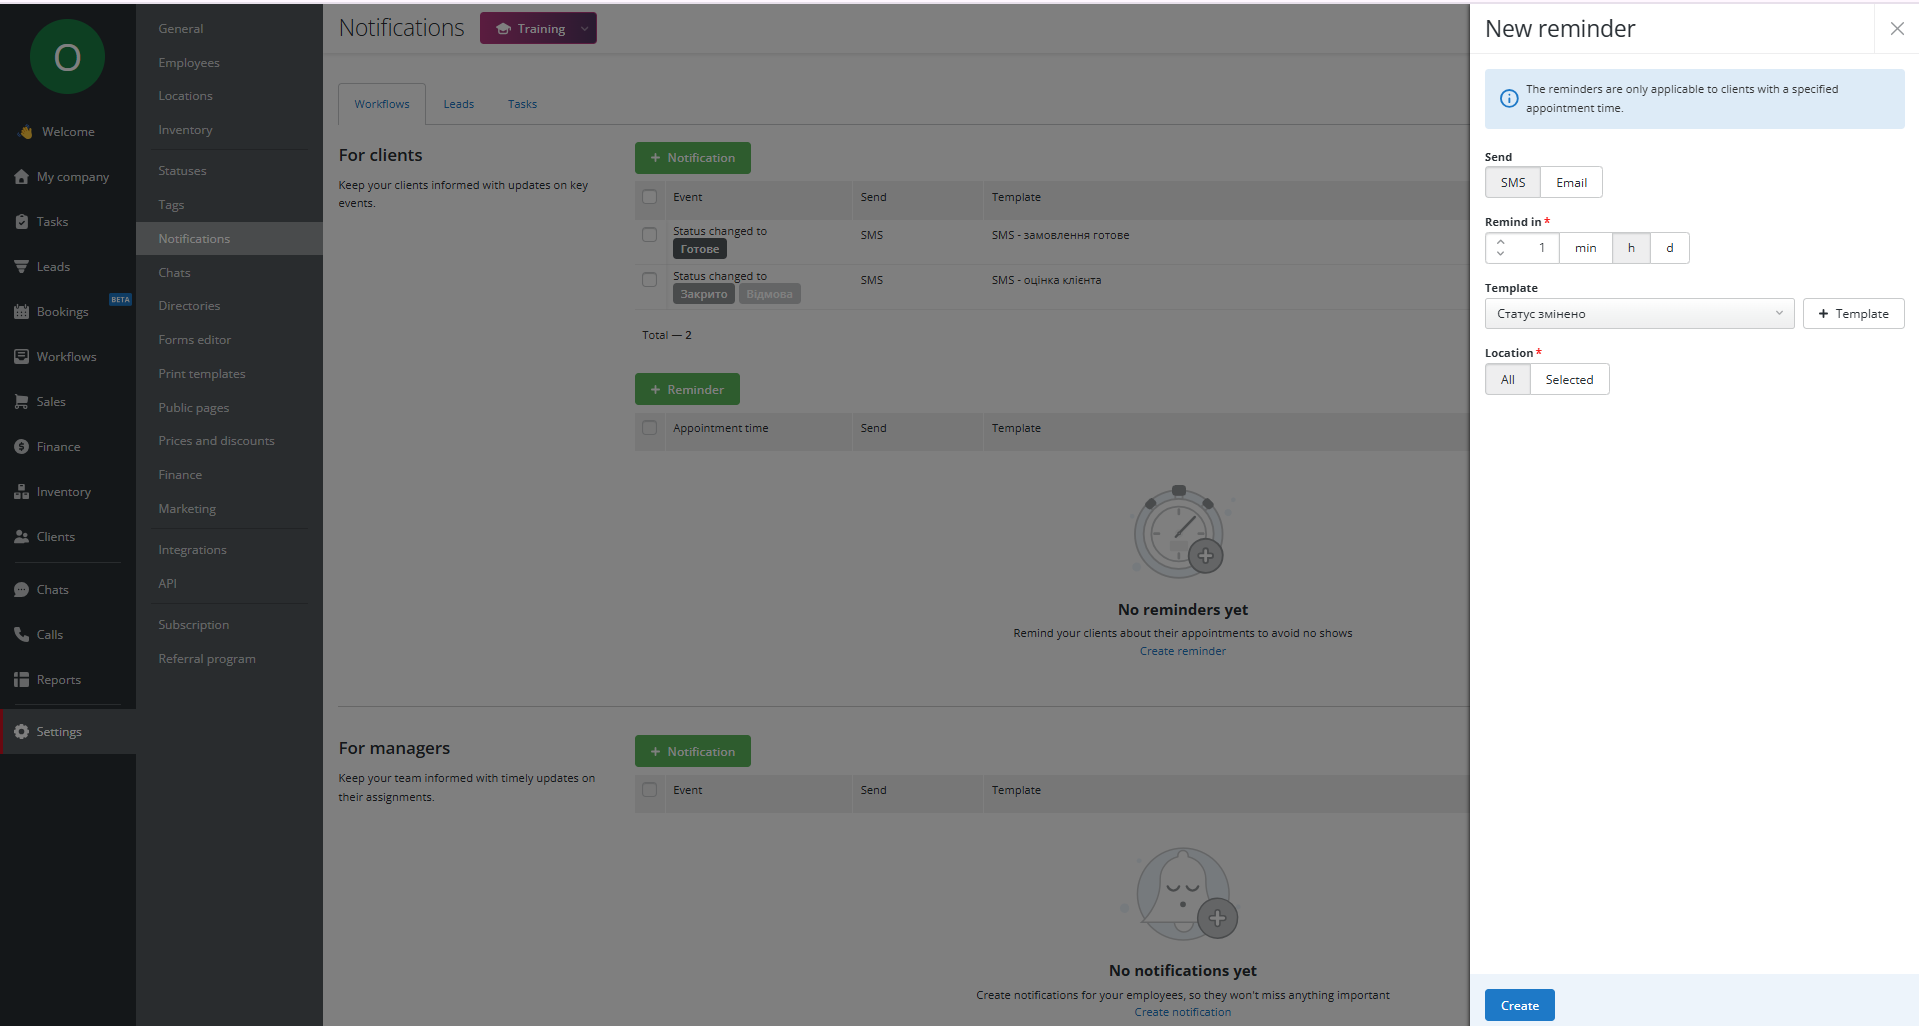 O
Welcome
My company
Tasks
Leads
BETA
Bookings
Workflows
Sales
Finance
Inventory
Clients
Chats
Calls
Reports
Settings
General
Employees
Locations
Inventory
Statuses
Tags
Notifications
Chats
Directories
Forms editor
Print templates
Public pages
Prices and discounts
Finance
Marketing
Integrations
API
Subscription
Referral program
Notifications Training
Workflows Leads Tasks
For clients
Keep your clients informed with updates on key
events.
+ Notification
Event Send Template
Status changed to SMS SMS - замовлення готове
Готове
Status changed to SMS SMS - оцінка клієнта
Закрито Відмова
Total — 2
+ Reminder
Appointment time Send Template
No reminders yet
Remind your clients about their appointments to avoid no shows
Create reminder
For managers
Keep your team informed with timely updates on
their assignments.
+ Notification
Event Send Template
No notifications yet
Create notifications for your employees, so they won't miss anything important
Create notification
New reminder
The reminders are only applicable to clients with a specified
appointment time.
Send
SMS Email
Remind in *
1 min h d
Template
Статус змінено + Template
Location *
All Selected
Create